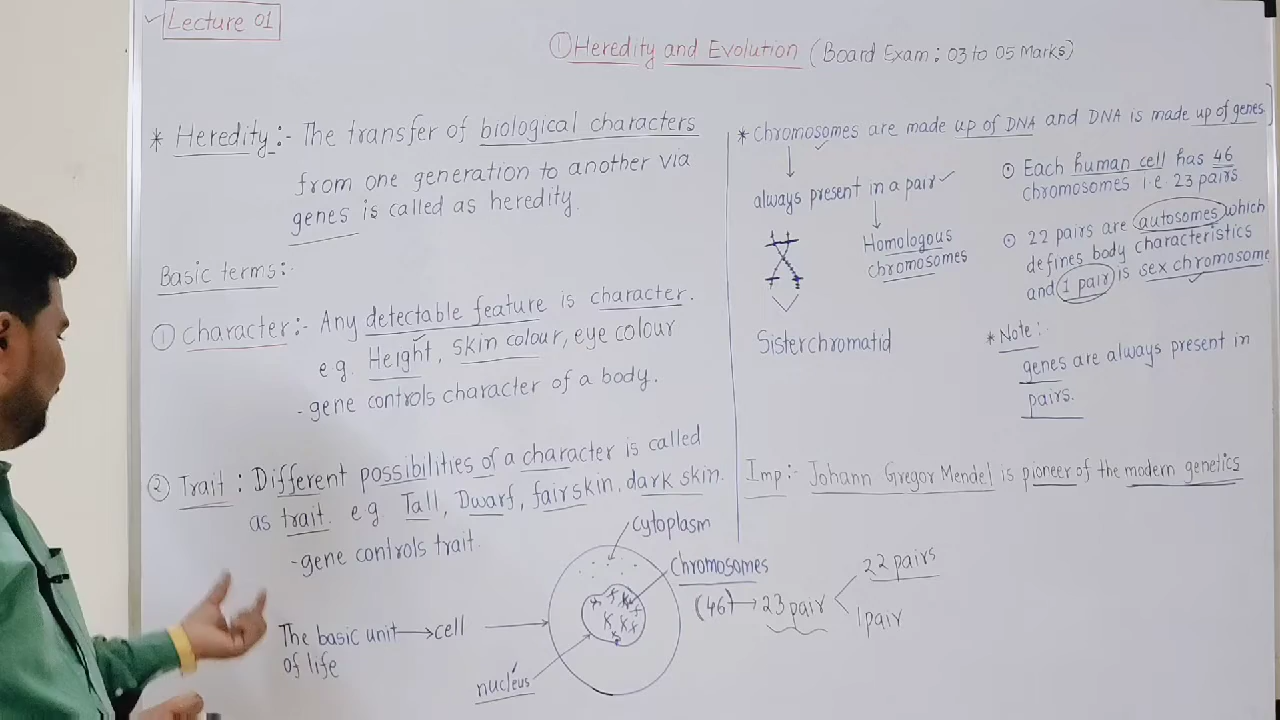 Lecture 01
① Heredity and Evolution (Board Exam: 03 to 05 Marks)
* Heredity:- The transfer of biological characters
from one generation to another via
genes is called as heredity.
Basic terms:-
① Character:- Any detectable feature is character.
e.g. Height, skin colour, eye colour
- gene controls character of a body.
② Trait: Different possibilities of a character is called
as trait. e.g Tall, Dwarf, fair skin, dark skin.
- gene controls trait.
The basic unit → cell
of life
cytoplasm
chromosomes
(46) → 23 pair
22 pairs
1 pair
nucleus
* chromosomes are made up of DNA and DNA is made up of genes
always present in a pair
Homologous
chromosomes
Sisterchromatid
⊙ Each human cell has 46
chromosomes i.e. 23 pairs.
⊙ 22 pairs are autosomes which
defines body characteristics
and 1 pair is sex chromosome
* Note:-
genes are always present in
pairs.
Imp:- Johann Gregor Mendel is pioneer of the modern genetics